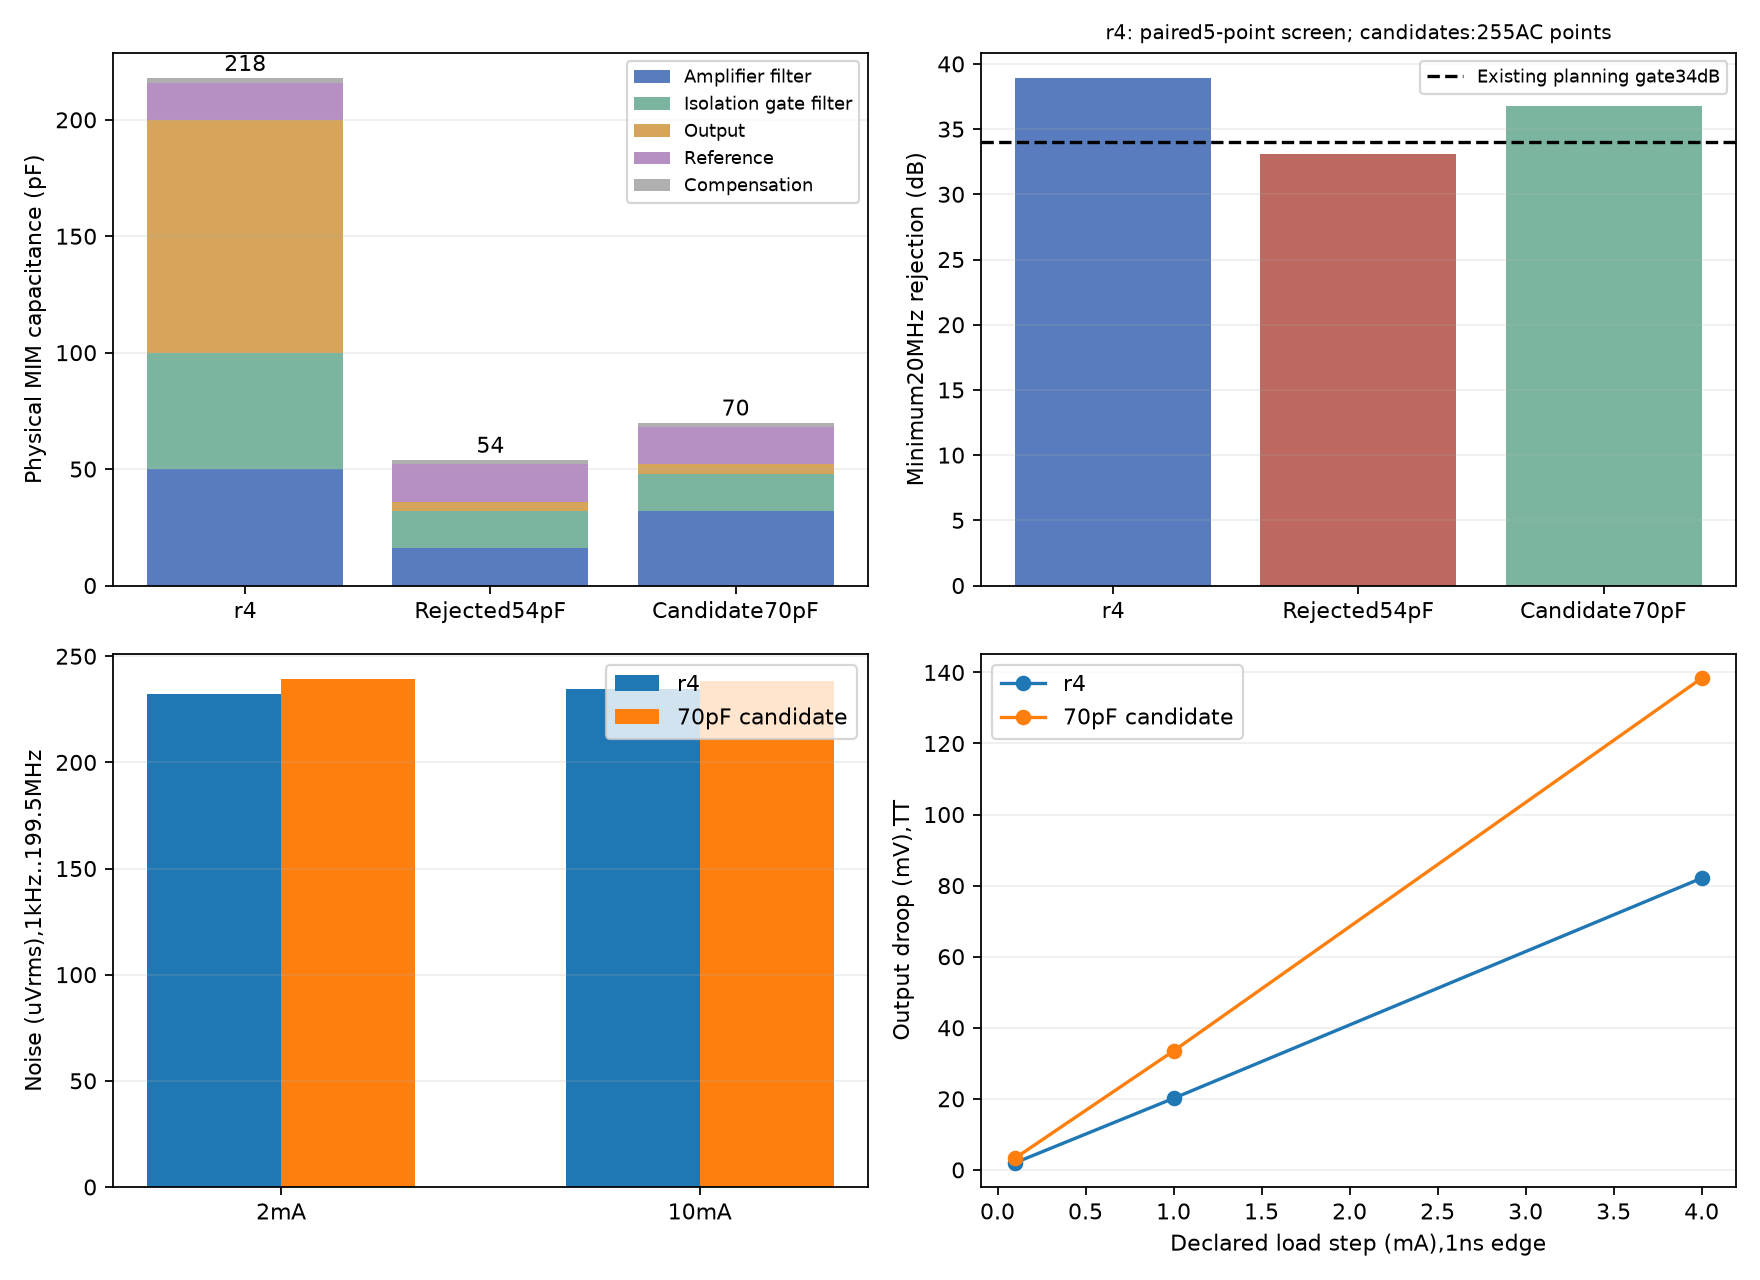 218
54
70
Physical MIM capacitance (pF)
200
150
100
50
0
r4
Rejected54pF
Candidate70pF
Amplifier filter
Isolation gate filter
Output
Reference
Compensation
r4: paired5-point screen; candidates:255AC points
Minimum20MHz rejection (dB)
40
35
30
25
20
15
10
5
0
r4
Rejected54pF
Candidate70pF
Existing planning gate34dB
Noise (uVrms),1kHz..199.5MHz
250
200
150
100
50
0
2mA
10mA
r4
70pF candidate
Output droop (mV),TT
140
120
100
80
60
40
20
0
0.0
0.5
1.0
1.5
2.0
2.5
3.0
3.5
4.0
Declared load step (mA),1ns edge
r4
70pF candidate